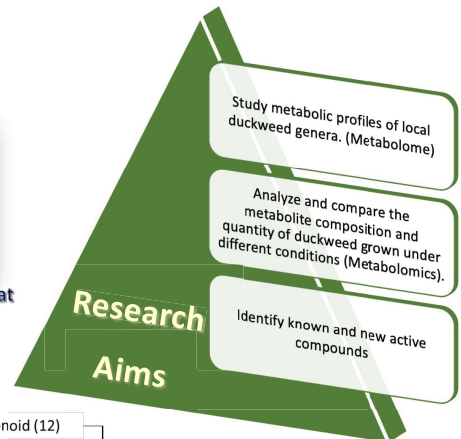 Study metabolic profiles of local
duckweed genera. (Metabolome)
Analyze and compare the
metabolite composition and
quantity of duckweed grown under
different conditions (Metabolomics).
Identify known and new active
compounds
Research
Aims
at
noid (12)